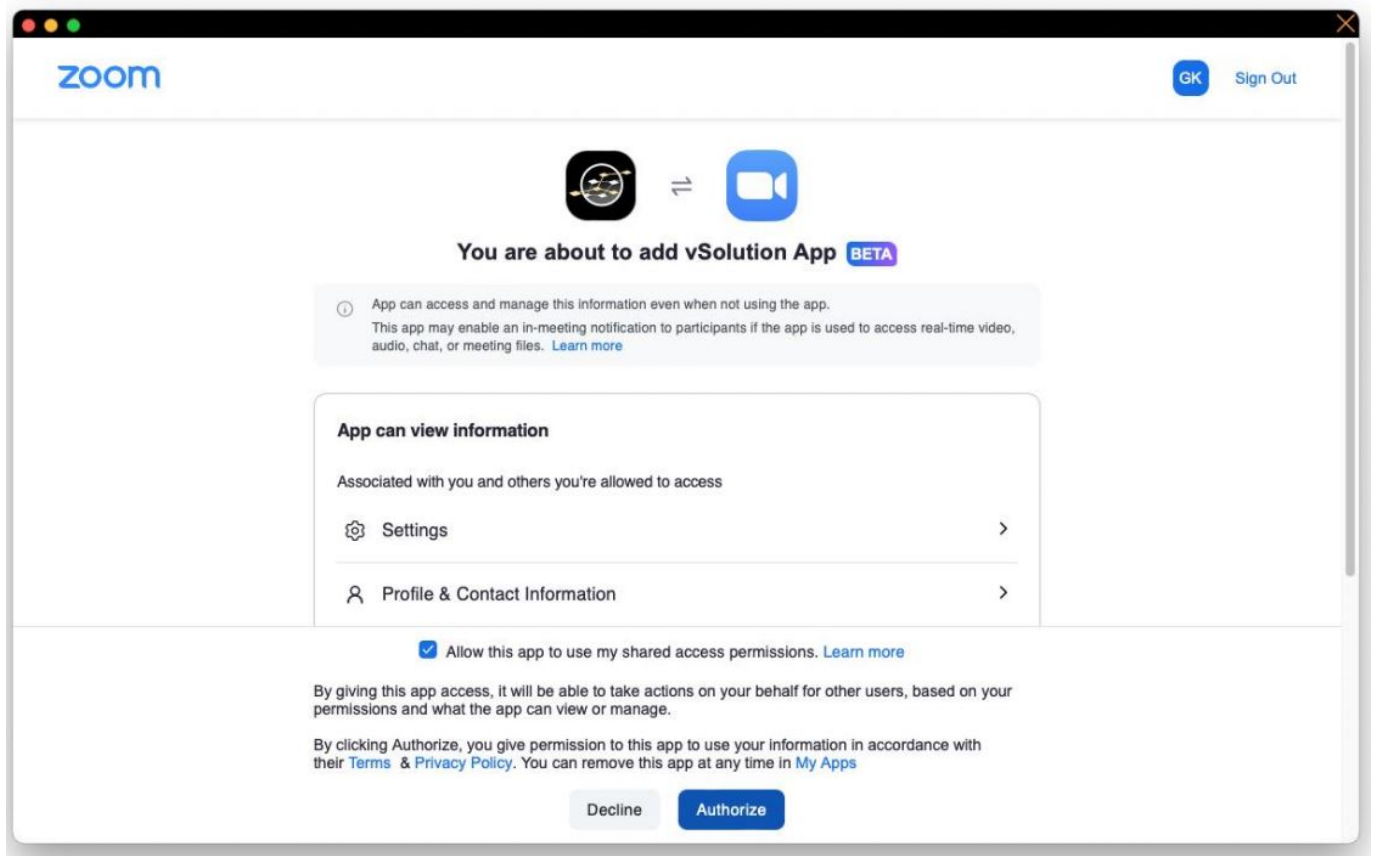 zoom
GK Sign Out
You are about to add vSolution App BETA
App can access and manage this information even when not using the app.
This app may enable an in-meeting notification to participants if the app is used to access real-time video,
audio, chat, or meeting files. Learn more
App can view information
Associated with you and others you're allowed to access
Settings
Profile & Contact Information
Allow this app to use my shared access permissions. Learn more
By giving this app access, it will be able to take actions on your behalf for other users, based on your
permissions and what the app can view or manage.
By clicking Authorize, you give permission to this app to use your information in accordance with
their Terms & Privacy Policy. You can remove this app at any time in My Apps
Decline Authorize